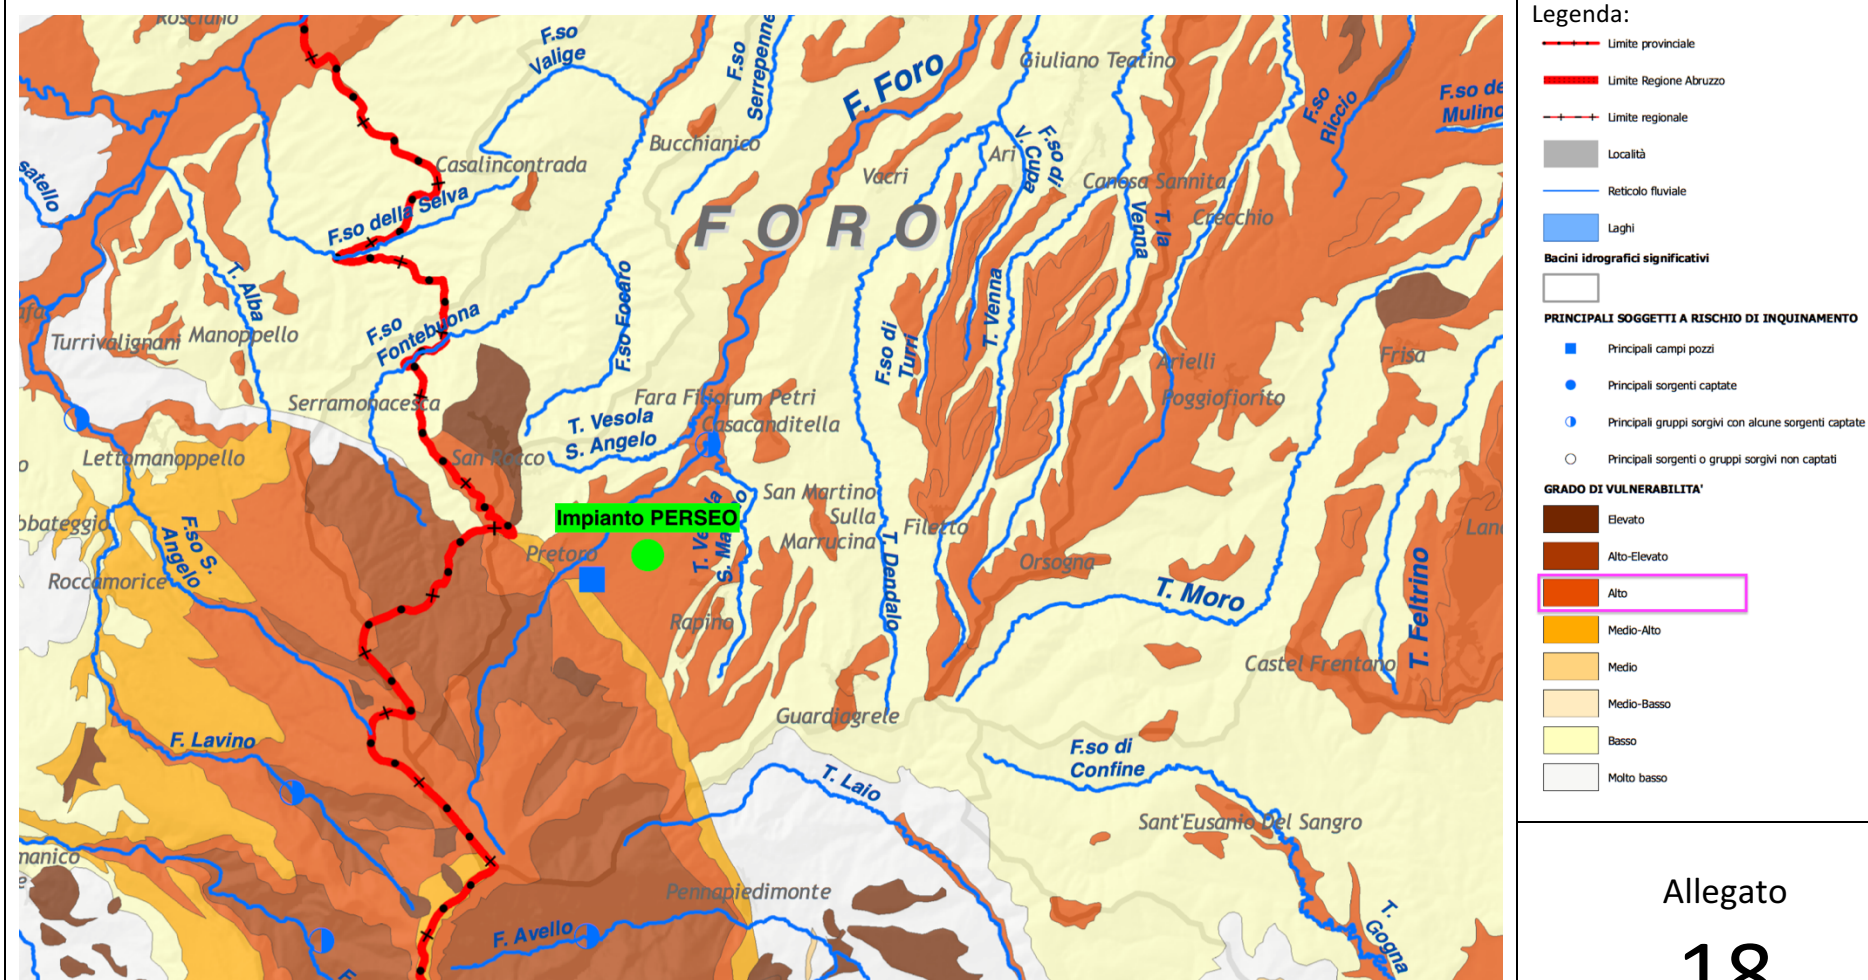 Rosciano
F.so
Valige
F.so
Serrepenne
F. Foro
Giuliano Teatino
F.so
Riccio
F.so de
Mulino
Bucchianico
Casalincontrada
Vacri
Ari
V. Cupa
F.so di
Canosa Sannita
Crecchio
satello
F.so della Selva
FORO
Venna
T. la
T. Alba
F.so
Fontebuona
F.so Focaro
T. Venna
F.so di
Turri
afa
Turrivalignani
Manoppello
Arielli
Frisa
Serramonacesca
Fara Filiorum Petri
Poggiofiorito
T. Vesola
S. Angelo
Casacanditella
Lettomanoppello
San Rocco
San Martino
Sulla
Marrucina
Filetto
Impianto PERSEO
bbateggio
F.so S.
Angelo
Pretoro
Orsogna
Roccamorice
T. Dendalo
T. Moro
T. Feltrino
Rapino
Castel Frentano
Guardiagrele
F. Lavino
F.so di
Confine
T. Laio
Sant'Eusanio Del Sangro
manico
Pennapiedimonte
F. Avello
T.
Gogna
Legenda:
Limite provinciale
Limite Regione Abruzzo
Limite regionale
Località
Reticolo fluviale
Laghi
Bacini idrografici significativi
PRINCIPALI SOGGETTI A RISCHIO DI INQUINAMENTO
Principali campi pozzi
Principali sorgenti captate
Principali gruppi sorgivi con alcune sorgenti captate
Principali sorgenti o gruppi sorgivi non captati
GRADO DI VULNERABILITA'
Elevato
Alto-Elevato
Alto
Medio-Alto
Medio
Medio-Basso
Basso
Molto basso
Allegato
18